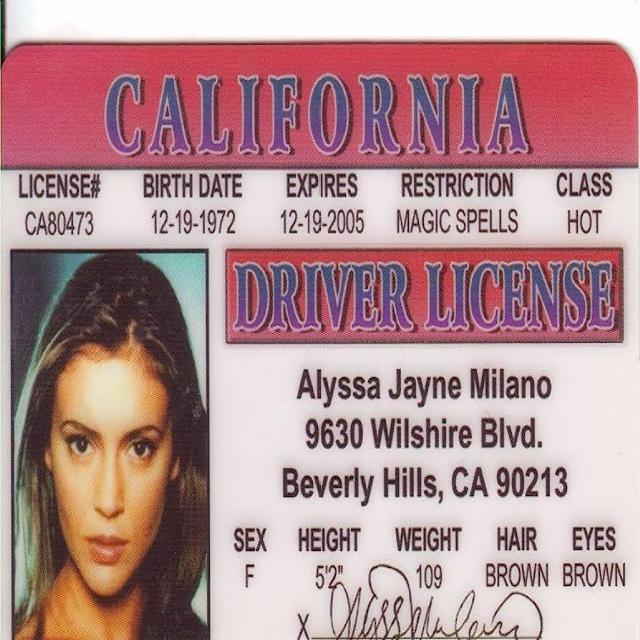 CALIFORNIA
LICENSE# BIRTH DATE EXPIRES RESTRICTION CLASS
CA80473 12-19-1972 12-19-2005 MAGIC SPELLS HOT
DRIVER LICENSE
Alyssa Jayne Milano
9630 Wilshire Blvd.
Beverly Hills, CA 90213
SEX HEIGHT WEIGHT HAIR EYES
F 5'2" 109 BROWN BROWN
X